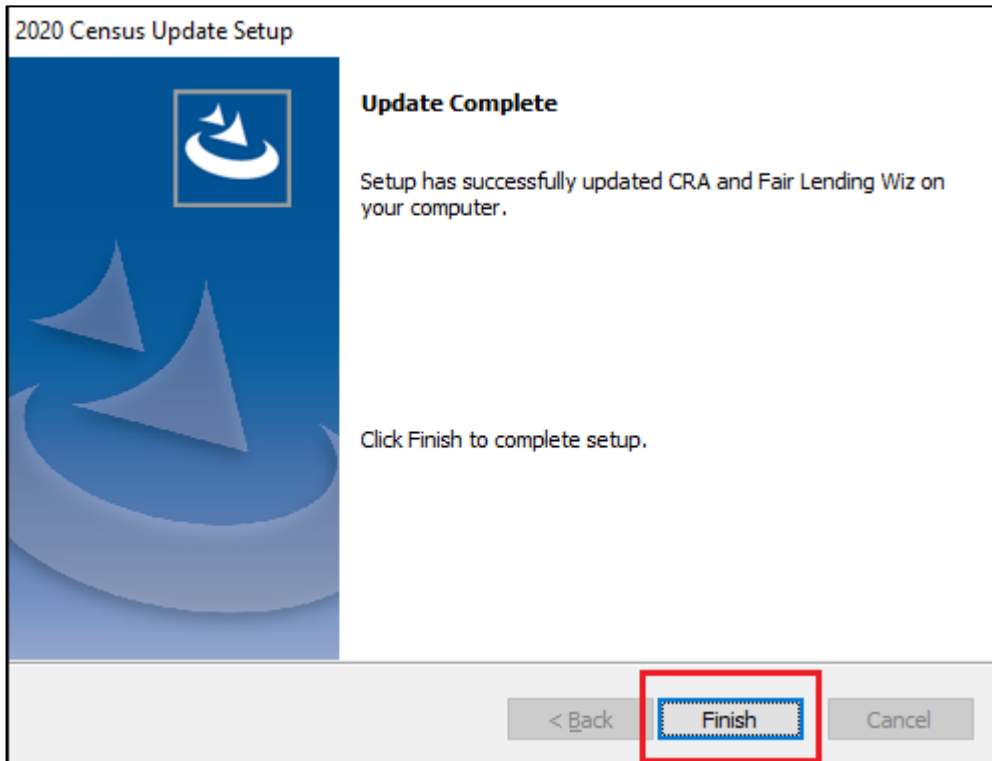 2020 Census Update Setup
Update Complete
Setup has successfully updated CRA and Fair Lending Wiz on
your computer.
Click Finish to complete setup.
< Back
Finish
Cancel